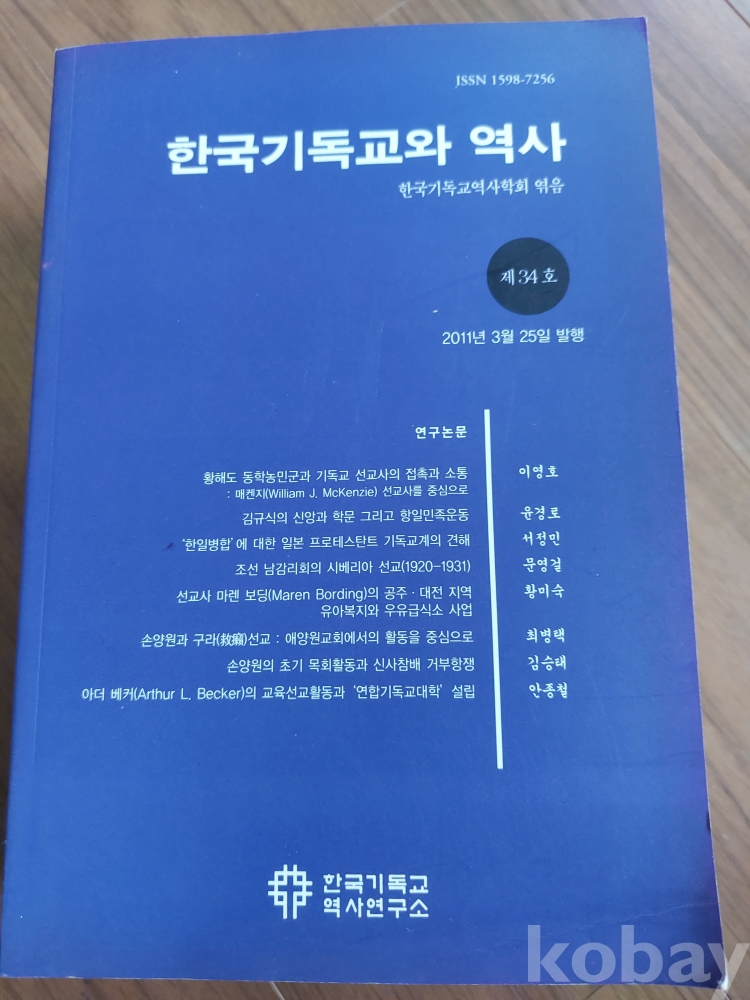 ISSN 1598-7256
한국기독교와 역사
한국기독교역사학회 엮음
제34호
2011년 3월 25일 발행
연구논문
황해도 동학농민군과 기독교 선교사의 접촉과 소통 이영호
: 매켄지(William J. McKenzie) 선교사를 중심으로
김규식의 신앙과 학문 그리고 항일민족운동 윤경로
‘한일병합’에 대한 일본 프로테스탄트 기독교계의 견해 서정민
조선 남감리회의 시베리아 선교(1920-1931) 문영걸
선교사 마렌 보딩(Maren Bording)의 공주·대전 지역 황미숙
유아복지와 우유급식소 사업
손양원과 구라(救癩)선교 : 애양원교회에서의 활동을 중심으로 최병택
손양원의 초기 목회활동과 신사참배 거부항쟁 김승태
아더 베커(Arthur L. Becker)의 교육선교활동과 ‘연합기독교대학’ 설립 안종철
한국기독교
역사연구소
kobay